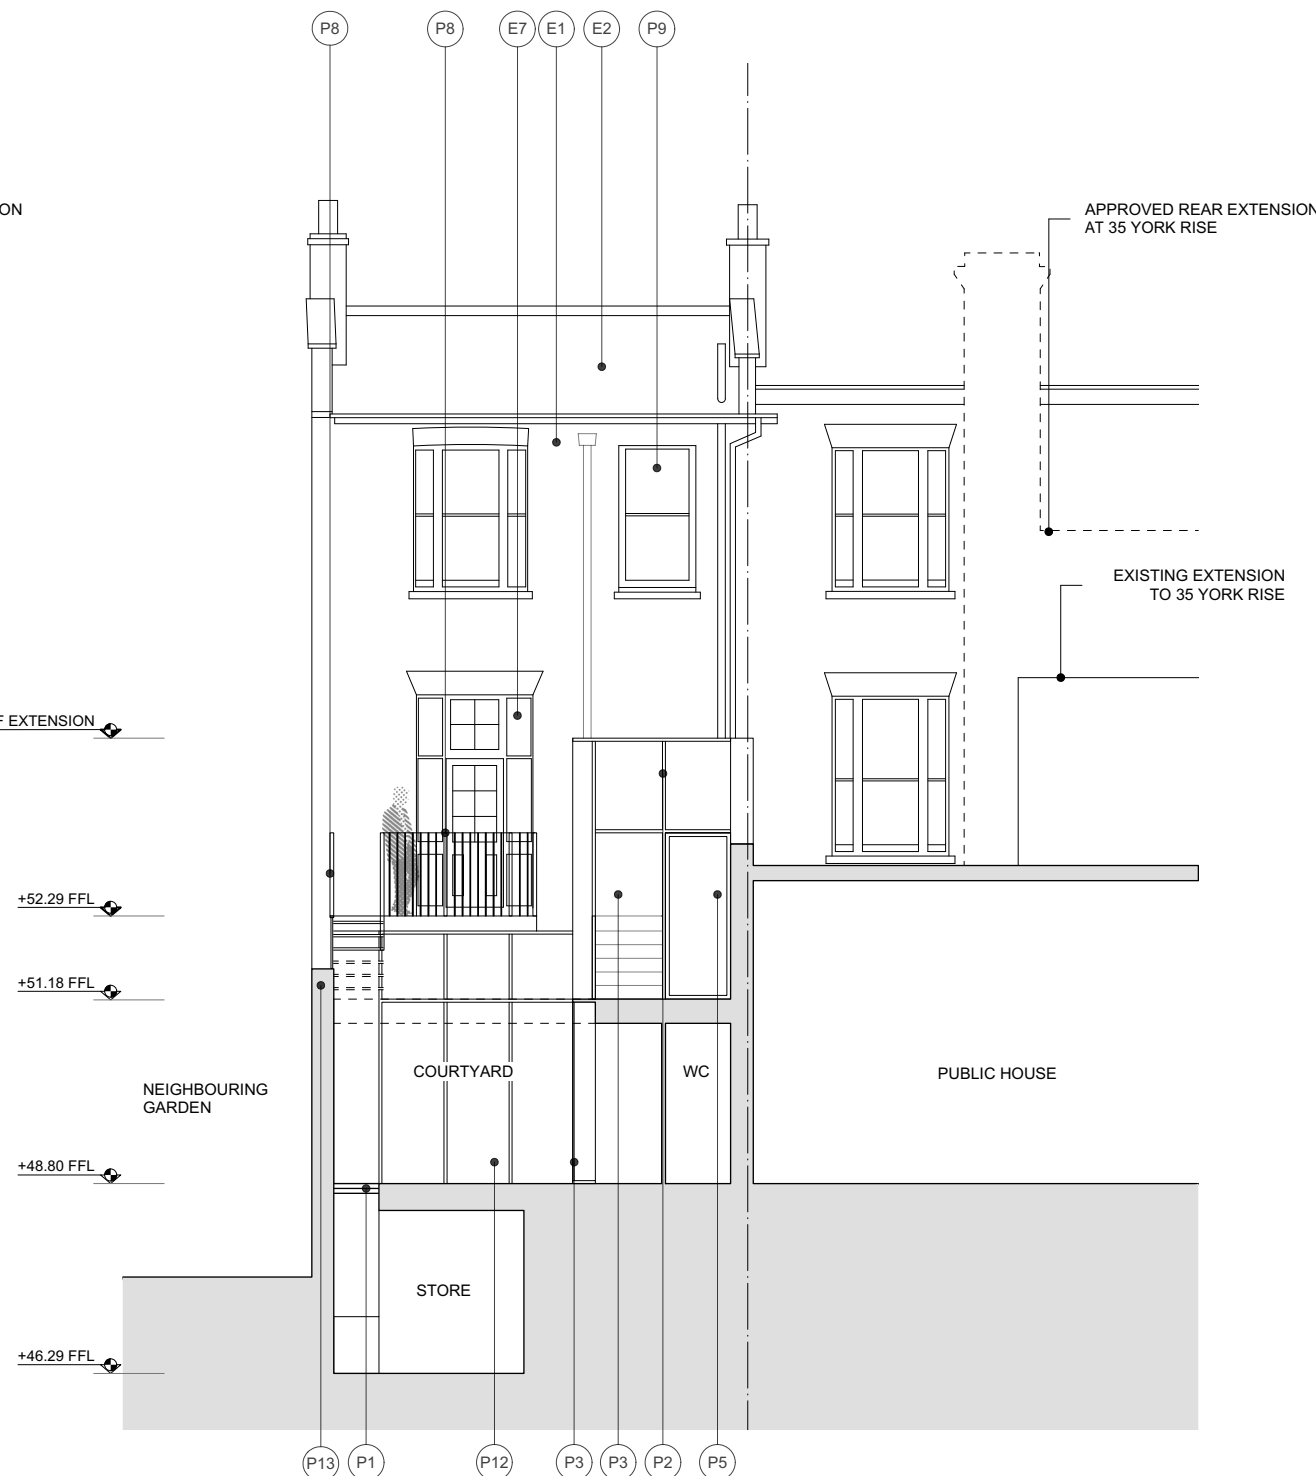 P8 P8 E7 E1 E2 P9
ON
APPROVED REAR EXTENSION
AT 35 YORK RISE
EXISTING EXTENSION
TO 35 YORK RISE
F EXTENSION
+52.29 FFL
+51.18 FFL
COURTYARD WC PUBLIC HOUSE
NEIGHBOURING
GARDEN
+48.80 FFL
STORE
+46.29 FFL
P13 P1 P12 P3 P3 P2 P5